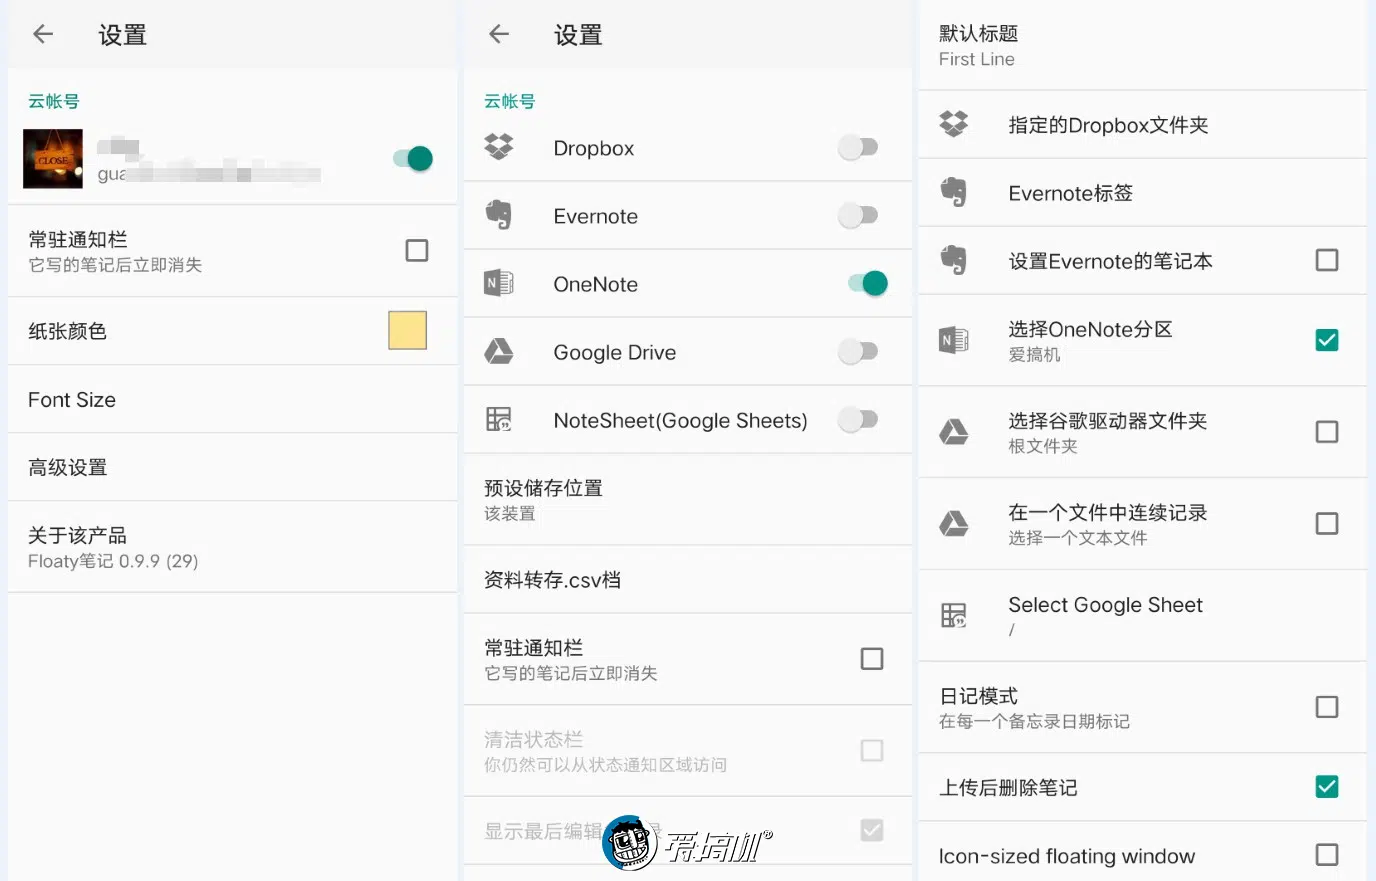 设置
云帐号
CLOSE
gua
常驻通知栏
它写的笔记后立即消失
纸张颜色
Font Size
高级设置
关于该产品
Floaty笔记 0.9.9 (29)
设置
云帐号
Dropbox
Evernote
N
OneNote
Google Drive
NoteSheet(Google Sheets)
预设储存位置
该装置
资料转存.csv档
常驻通知栏
它写的笔记后立即消失
清洁状态栏
你仍然可以从状态通知区域访问
显示最后编辑 录
爱搞机®
默认标题
First Line
指定的Dropbox文件夹
Evernote标签
设置Evernote的笔记本
N
选择OneNote分区
爱搞机
选择谷歌驱动器文件夹
根文件夹
在一个文件中连续记录
选择一个文本文件
Select Google Sheet
/
日记模式
在每一个备忘录日期标记
上传后删除笔记
Icon-sized floating window